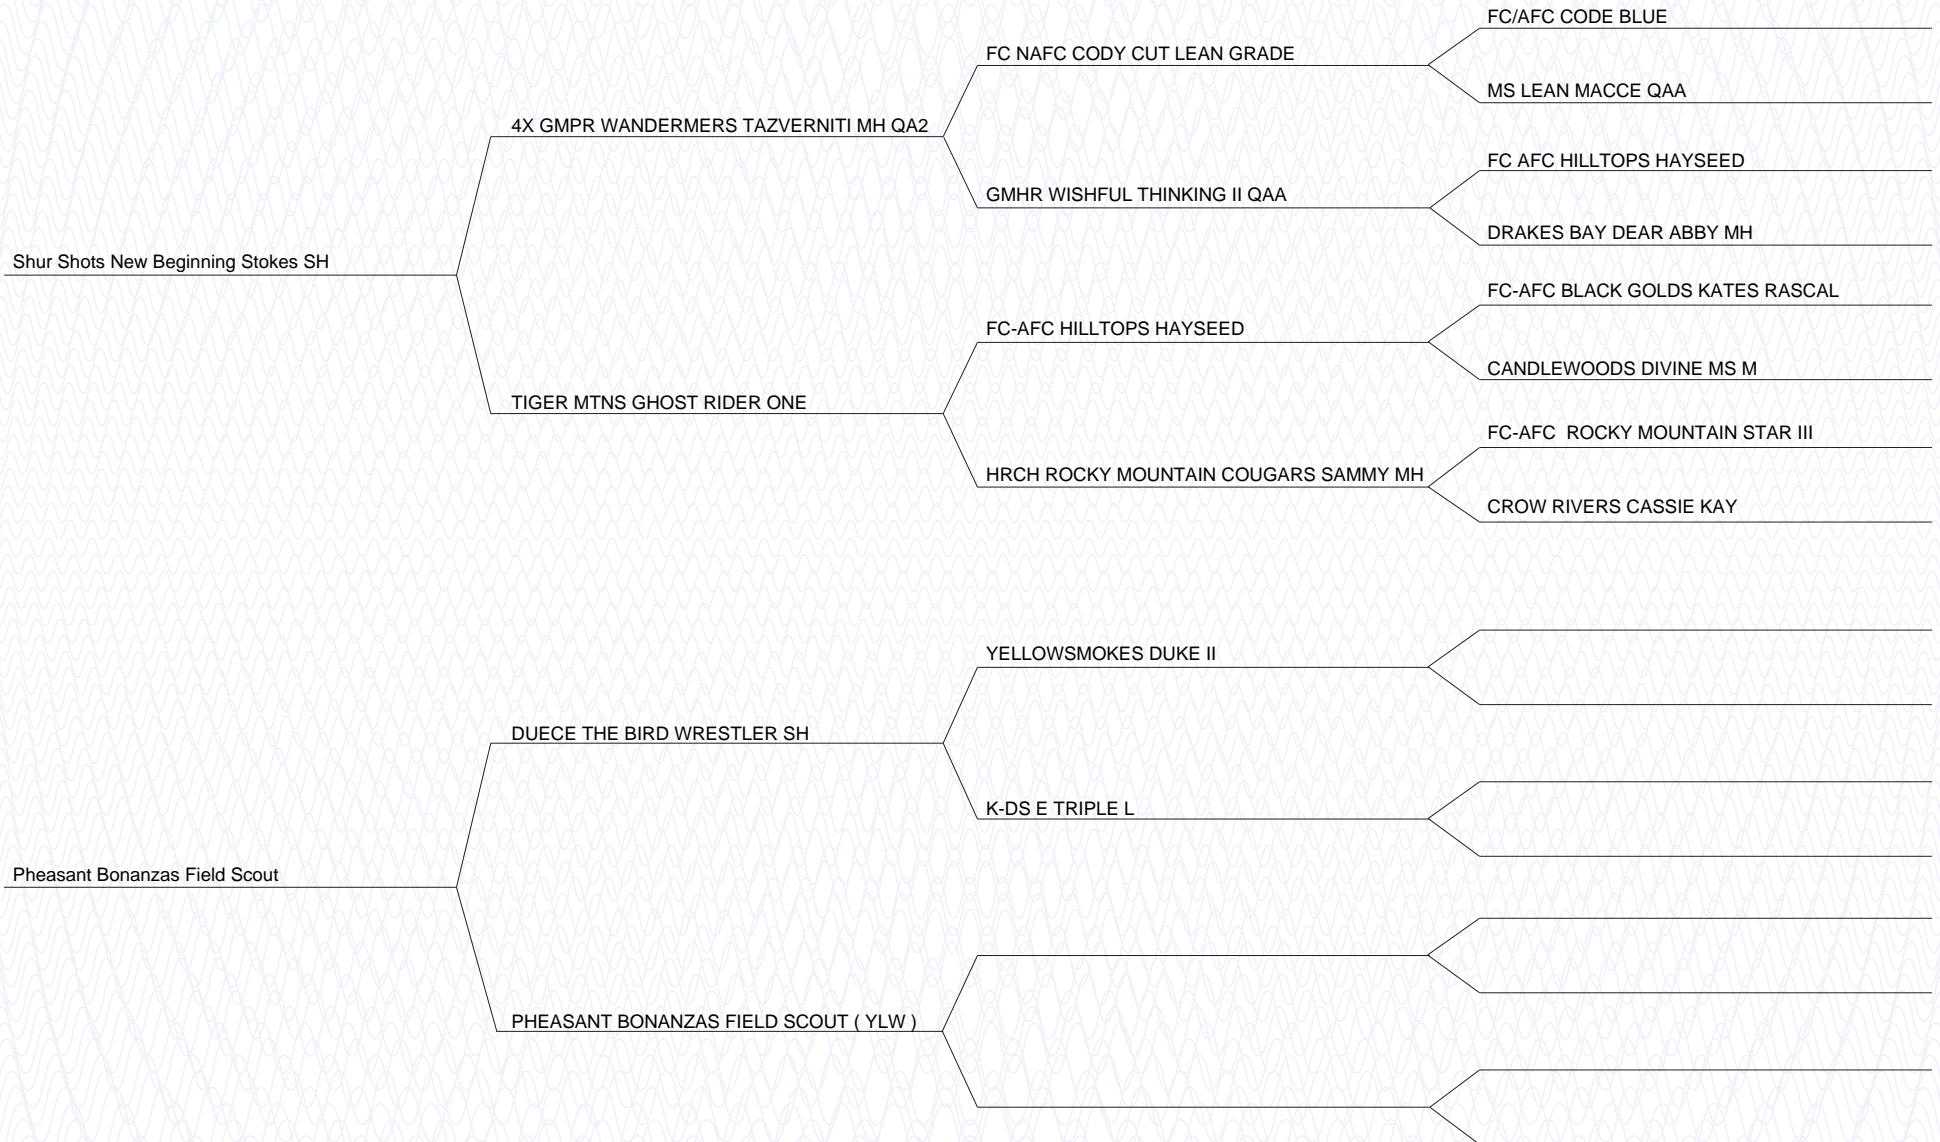 FC/AFC CODE BLUE
FC NAFC CODY CUT LEAN GRADE
MS LEAN MACCE QAA
4X GMPR WANDERMERS TAZVERNITI MH QA2
FC AFC HILLTOPS HAYSEED
GMHR WISHFUL THINKING II QAA
DRAKES BAY DEAR ABBY MH
Shur Shots New Beginning Stokes SH
FC-AFC BLACK GOLDS KATES RASCAL
FC-AFC HILLTOPS HAYSEED
CANDLEWOODS DIVINE MS M
TIGER MTNS GHOST RIDER ONE
FC-AFC  ROCKY MOUNTAIN STAR III
HRCH ROCKY MOUNTAIN COUGARS SAMMY MH
CROW RIVERS CASSIE KAY
YELLOWSMOKES DUKE II
DUECE THE BIRD WRESTLER SH
K-DS E TRIPLE L
Pheasant Bonanzas Field Scout
PHEASANT BONANZAS FIELD SCOUT ( YLW )